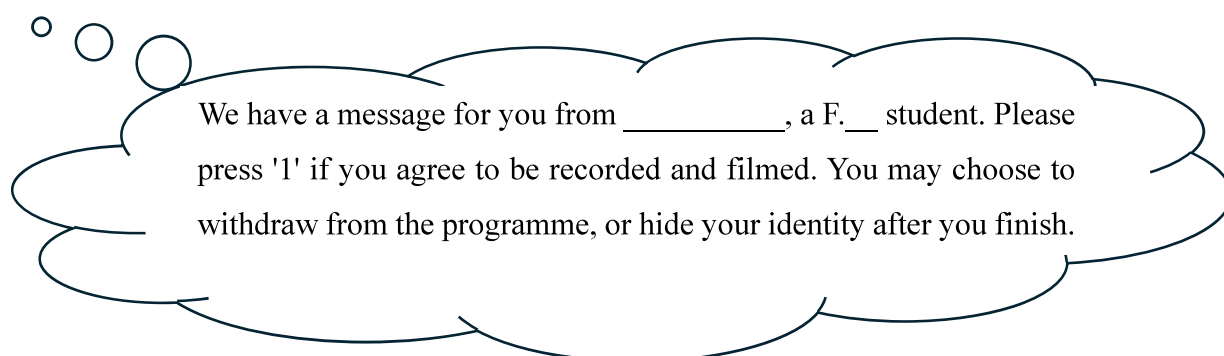 We have a message for you from __________, a F.__ student. Please
press '1' if you agree to be recorded and filmed. You may choose to
withdraw from the programme, or hide your identity after you finish.